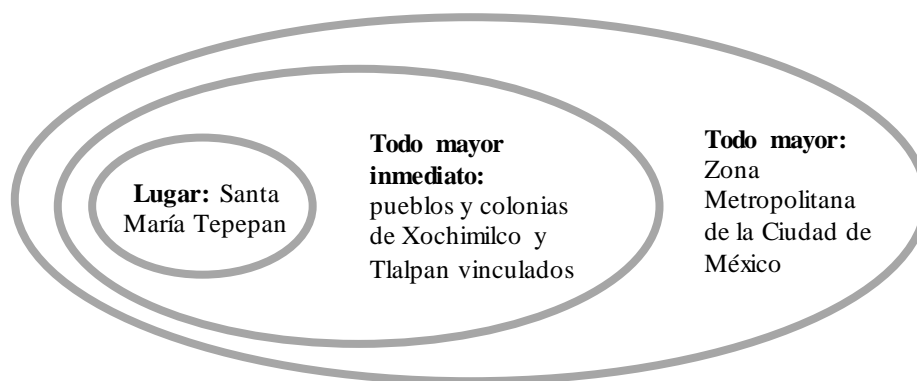 Lugar: Santa
María Tepepan
Todo mayor
inmediato:
pueblos y colonias
de Xochimilco y
Tlalpan vinculados
Todo mayor:
Zona
Metropolitana
de la Ciudad de
México